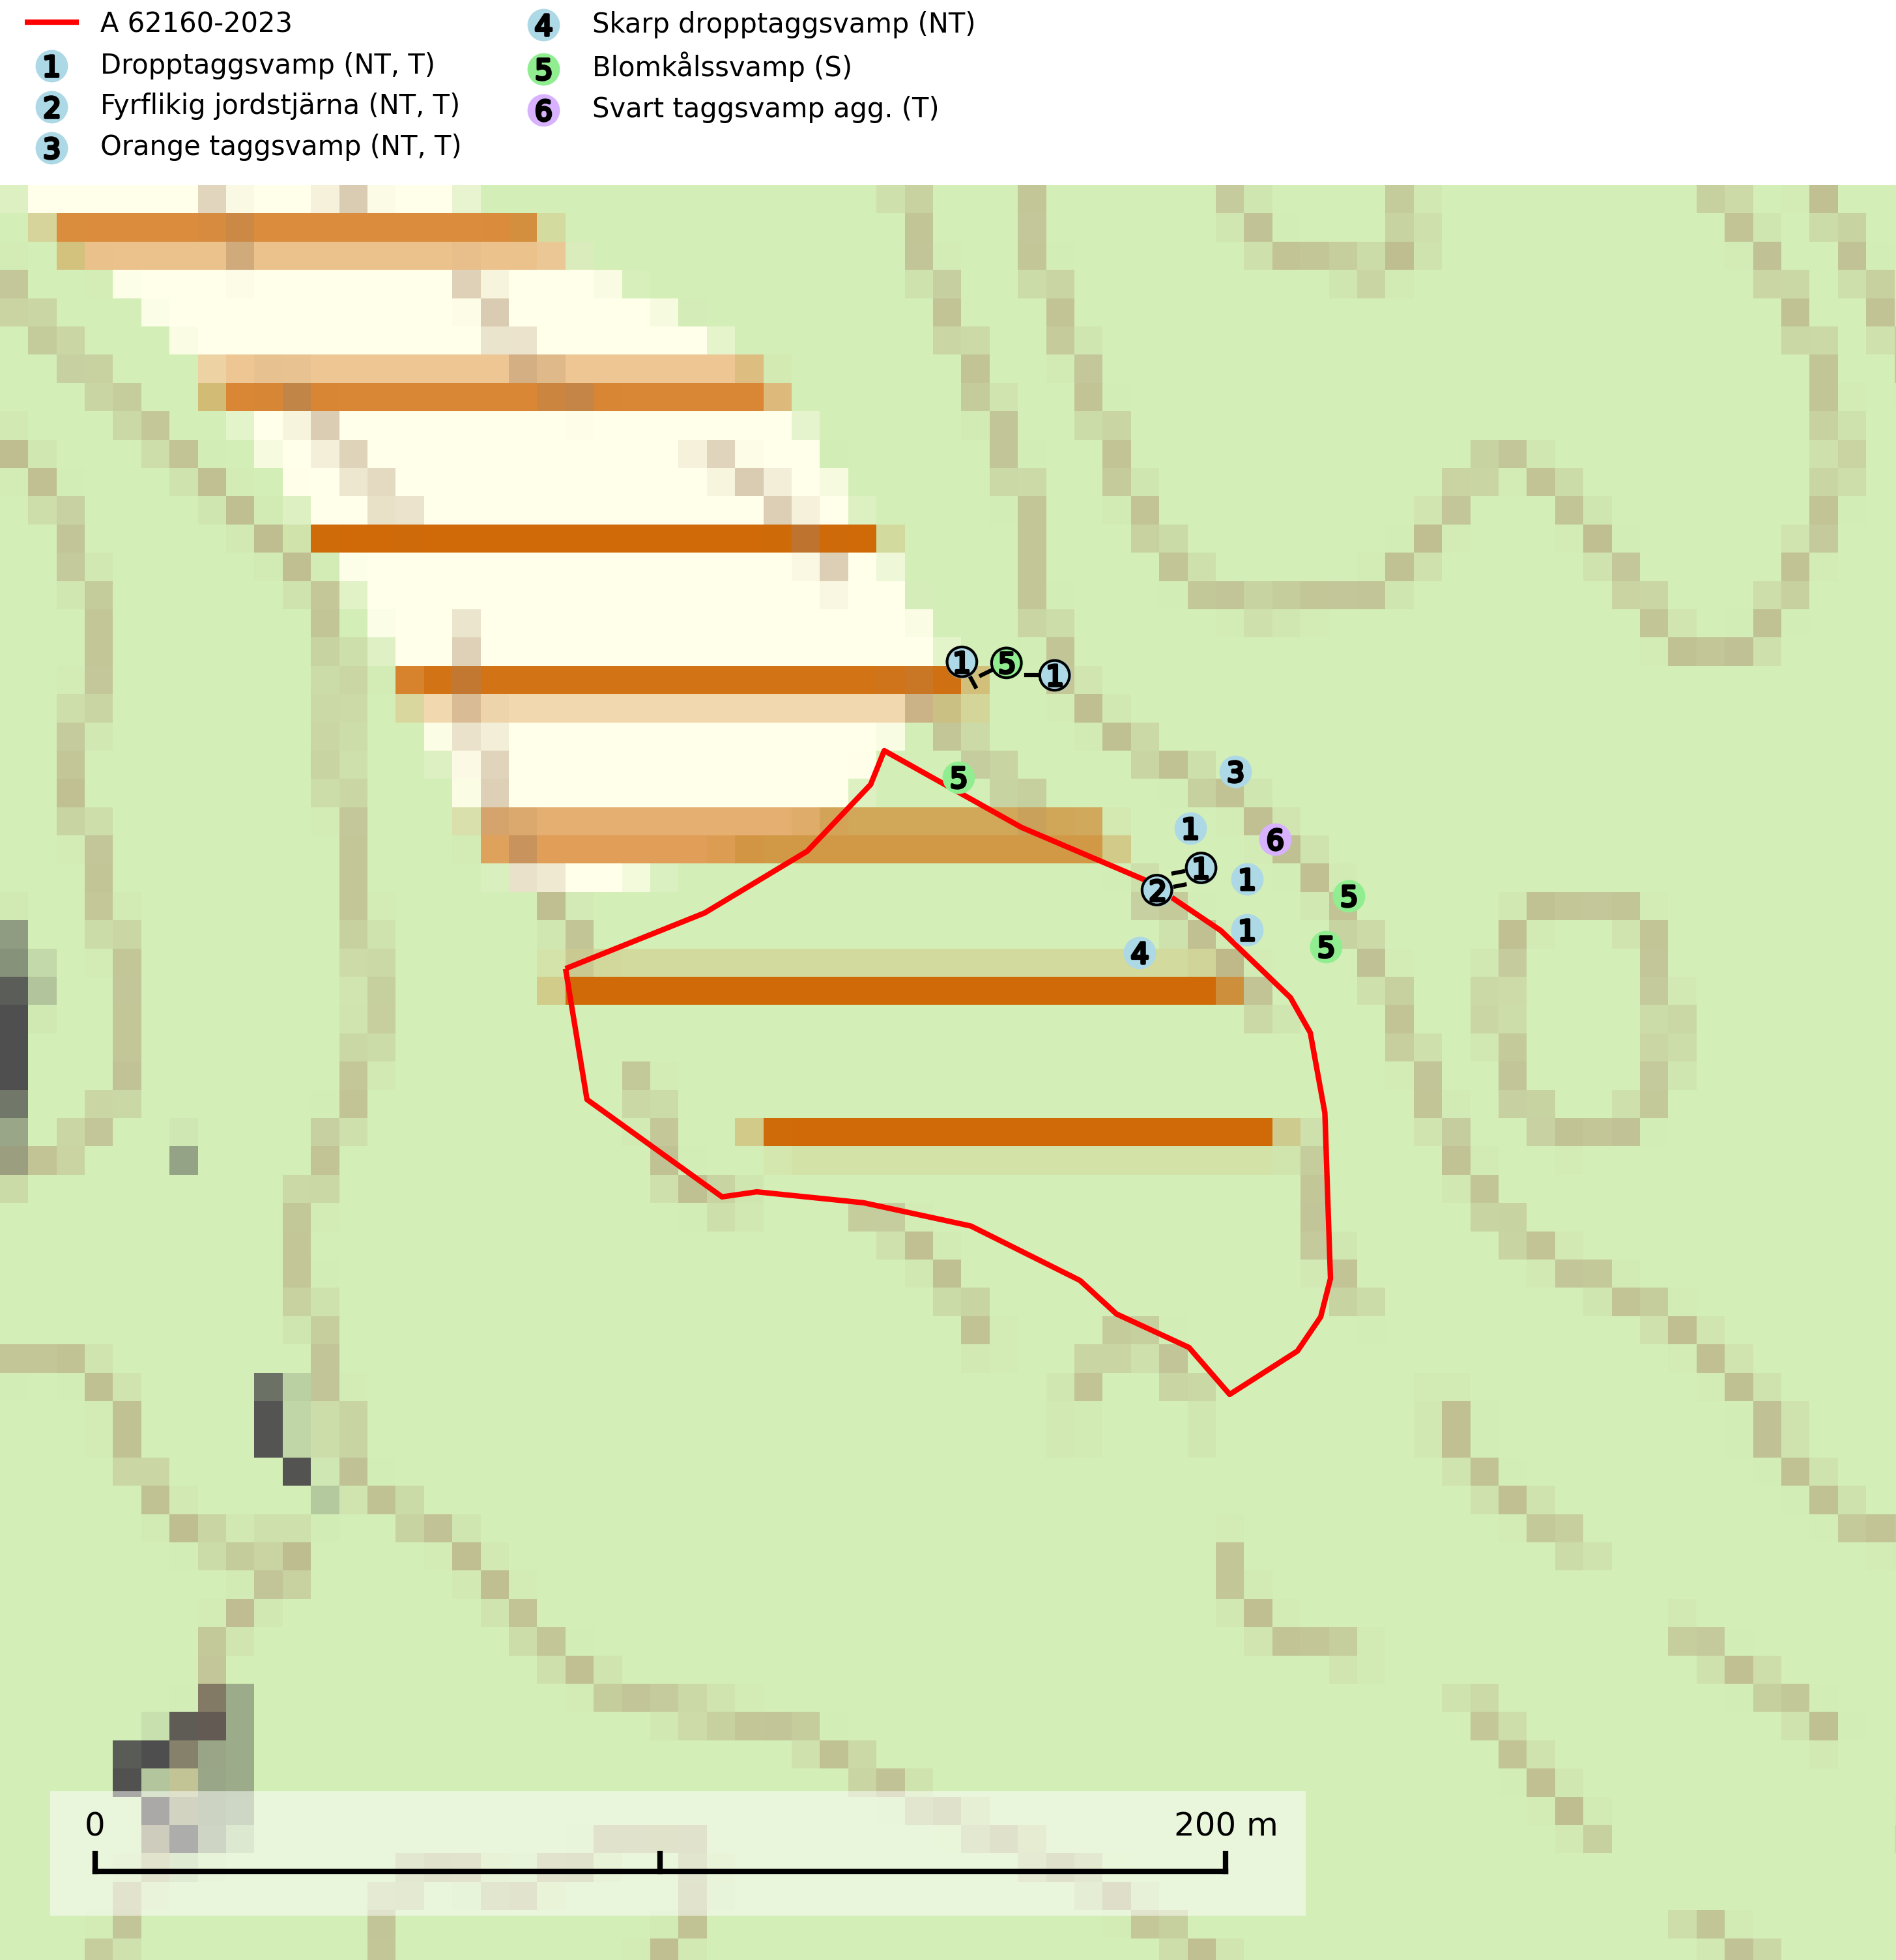 A 62160-2023
1 Dropptaggsvamp (NT, T)
2 Fyrflikig jordstjärna (NT, T)
3 Orange taggsvamp (NT, T)
4 Skarp dropptaggsvamp (NT)
5 Blomkålssvamp (S)
6 Svart taggsvamp agg. (T)
1 5 1
5 3
1 6
1
2 1 5
4 1 5
0 200 m